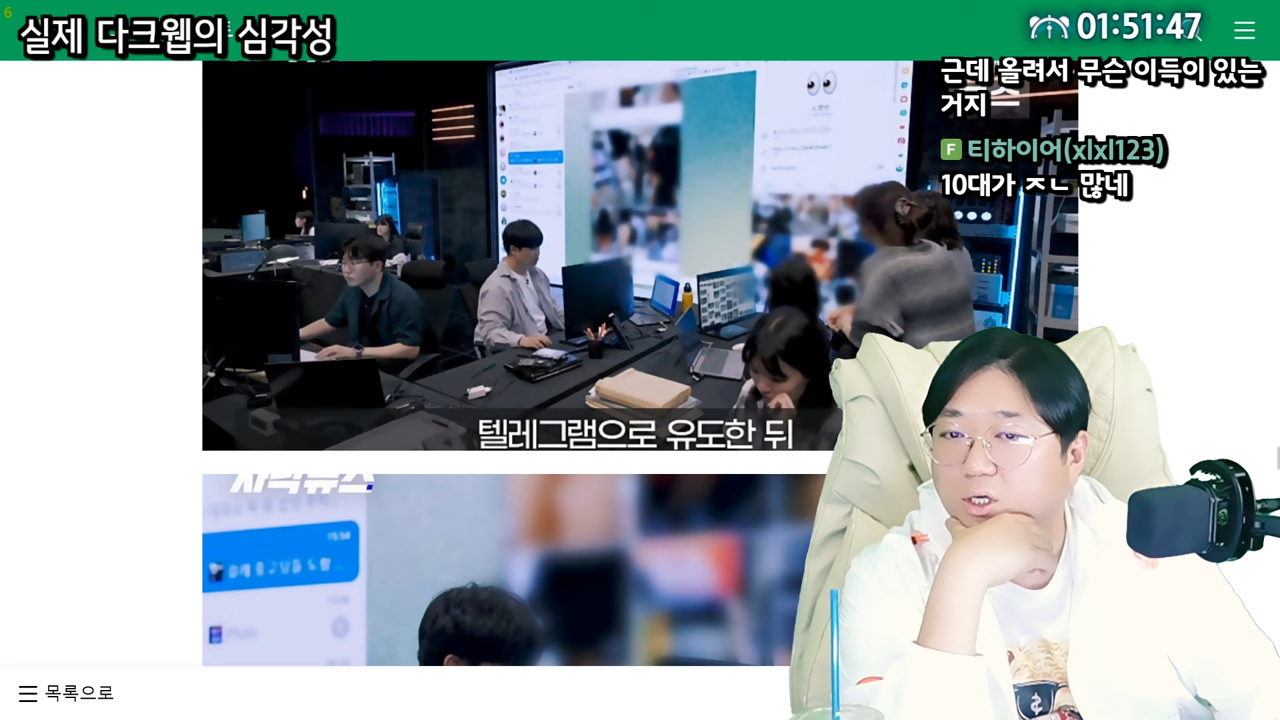 6
실제 다크웹의 심각성
01:51:47
근데 올려서 무슨 이득이 있는
거지
F 티하이어(xlxl123)
10대가 ㅈㄴ 많네
텔레그램으로 유도한 뒤
목록으로